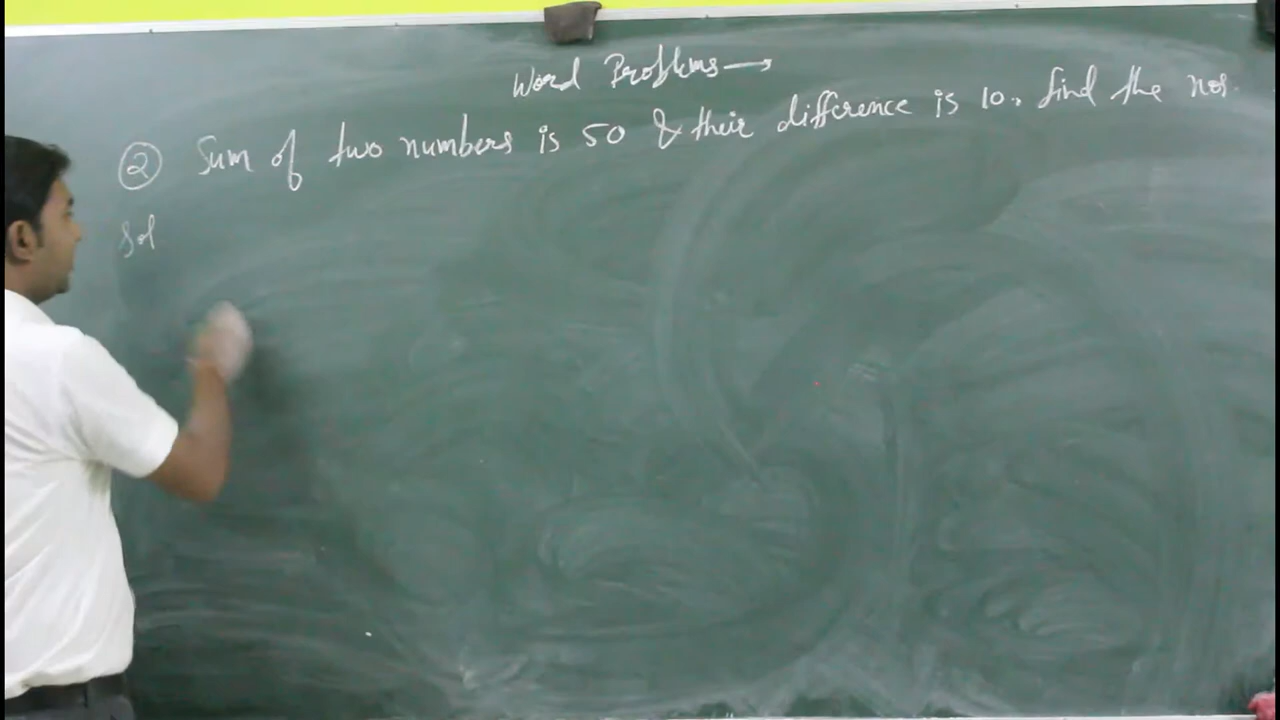 Word Problems →
② Sum of two numbers is 50 & their difference is 10. find the nos.
Sol